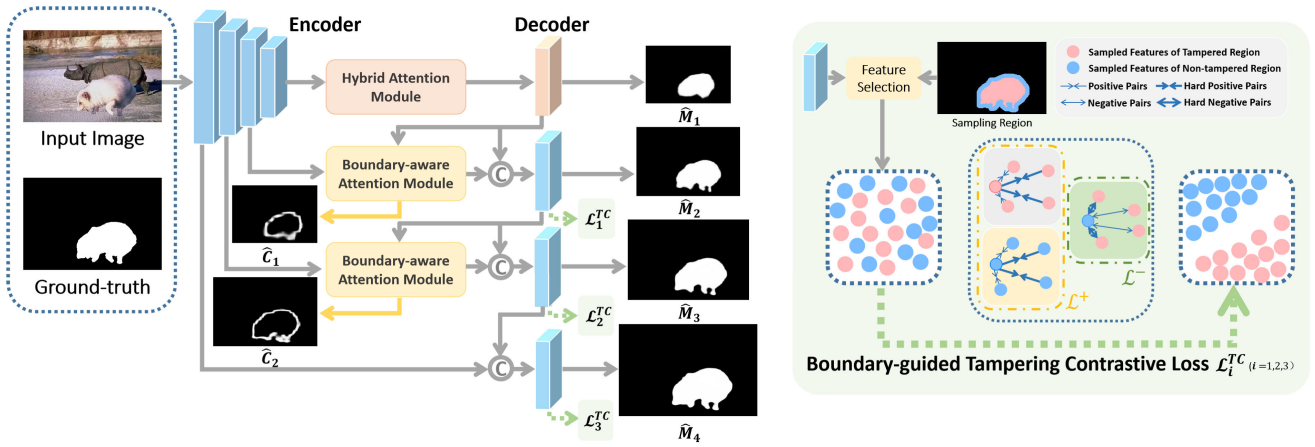 Encoder
Decoder
Input Image
Ground-truth
Hybrid Attention
Module
Boundary-aware
Attention Module
Boundary-aware
Attention Module
C
C
C
Ĉ₁
Ĉ₂
M̂₁
M̂₂
M̂₃
M̂₄
ℒ₁ᵀᶜ
ℒ₂ᵀᶜ
ℒ₃ᵀᶜ
Feature
Selection
Sampling Region
Sampled Features of Tampered Region
Sampled Features of Non-tampered Region
Positive Pairs
Hard Positive Pairs
Negative Pairs
Hard Negative Pairs
ℒ⁺
ℒ⁻
Boundary-guided Tampering Contrastive Loss ℒᵢᵀᶜ (i =1,2,3)